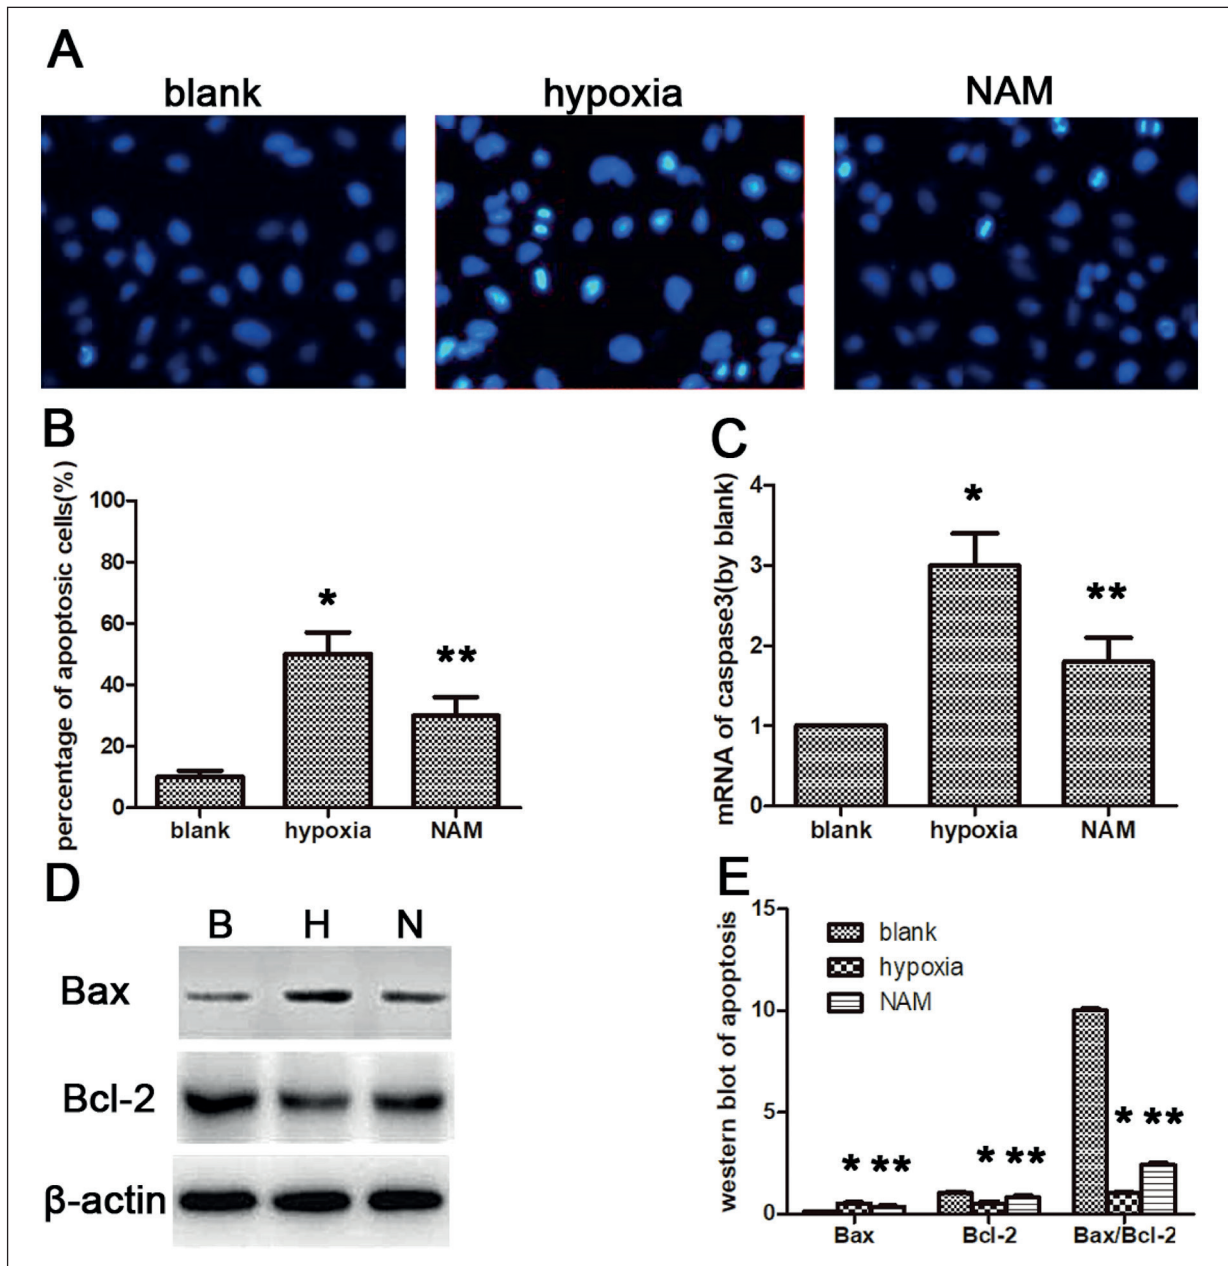 A
blank
hypoxia
NAM
B
percentage of apoptosic cells(%)
100
80
60
40
20
0
*
**
blank
hypoxia
NAM
C
mRNA of caspase3(by blank)
4
3
2
1
0
*
**
blank
hypoxia
NAM
D
B H N
Bax
Bcl-2
β-actin
E
western blot of apoptosis
15
10
5
0
blank
hypoxia
NAM
* **
* **
* **
Bax
Bcl-2
Bax/Bcl-2